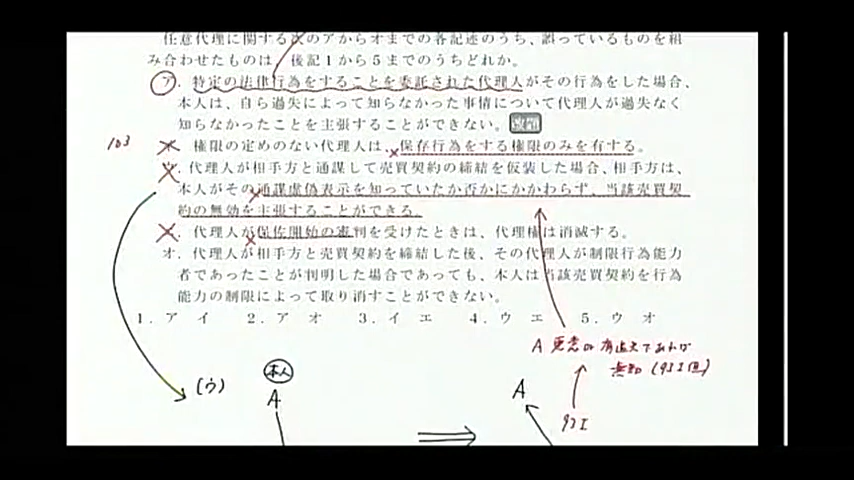 任意代理に関する次のアからオまでの各記述のうち、誤っているものを組
み合わせたものは、後記1から5までのうちどれか。
ア. 特定の法律行為をすることを委託された代理人がその行為をした場合、
本人は、自ら過失によって知らなかった事情について代理人が過失なく
知らなかったことを主張することができない。
103
イ. 権限の定めのない代理人は、保存行為をする権限のみを有する。
ウ. 代理人が相手方と通謀して売買契約の締結を仮装した場合、相手方は、
本人がその通謀虚偽表示を知っていたか否かにかかわらず、当該売買契
約の無効を主張することができる。
エ. 代理人が保佐開始の審判を受けたときは、代理権は消滅する。
オ. 代理人が相手方と売買契約を締結した後、その代理人が制限行為能力
者であったことが判明した場合であっても、本人は当該売買契約を行為
能力の制限によって取り消すことができない。
1. ア イ 2. ア オ 3. イ エ 4. ウ エ 5. ウ オ
A 悪意or有過失であれば
無効 (93Ⅰ但)
(ウ) 本人
A A
93Ⅰ